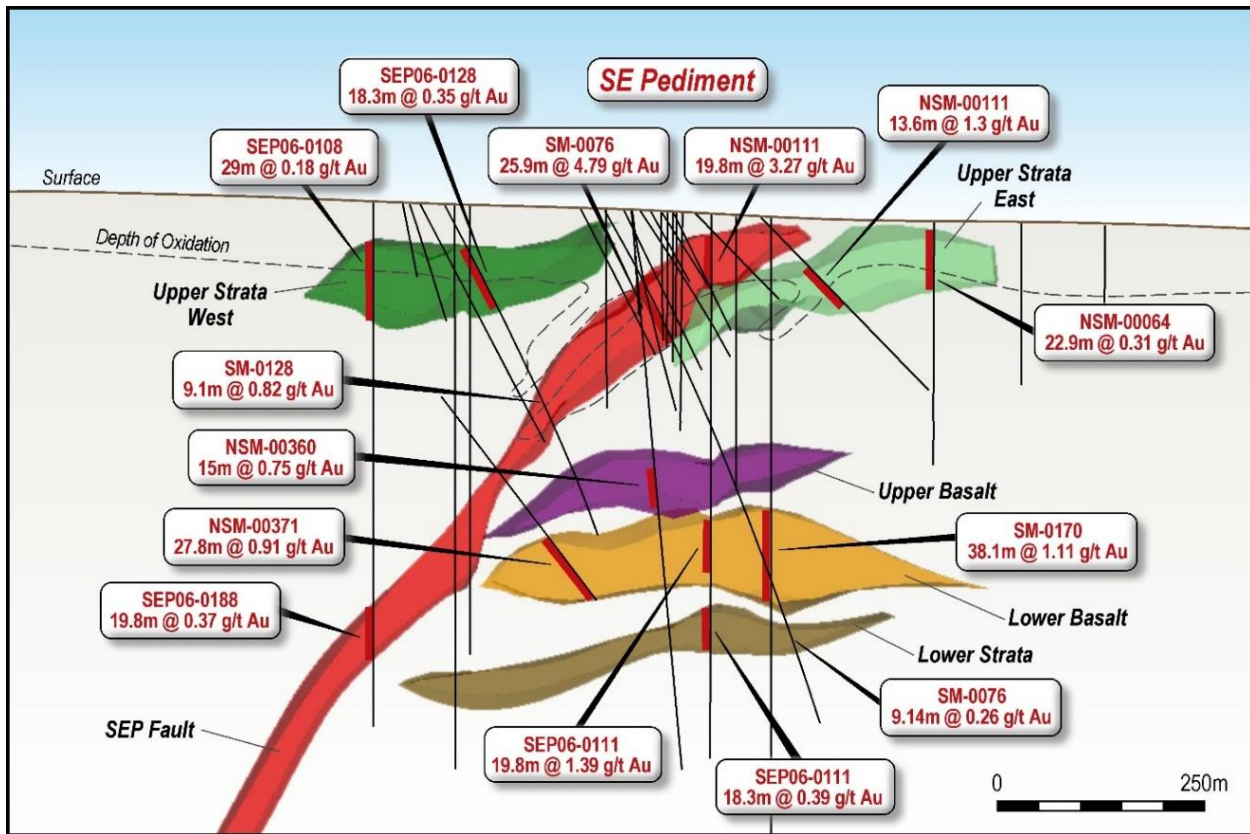 SE Pediment
SEP06-0128
18.3m @ 0.35 g/t Au
NSM-00111
13.6m @ 1.3 g/t Au
SEP06-0108
29m @ 0.18 g/t Au
SM-0076
25.9m @ 4.79 g/t Au
NSM-00111
19.8m @ 3.27 g/t Au
Surface
Upper Strata
East
Depth of Oxidation
Upper Strata
West
NSM-00064
22.9m @ 0.31 g/t Au
SM-0128
9.1m @ 0.82 g/t Au
NSM-00360
15m @ 0.75 g/t Au
Upper Basalt
NSM-00371
27.8m @ 0.91 g/t Au
SM-0170
38.1m @ 1.11 g/t Au
SEP06-0188
19.8m @ 0.37 g/t Au
Lower Basalt
Lower Strata
SM-0076
9.14m @ 0.26 g/t Au
SEP Fault
SEP06-0111
19.8m @ 1.39 g/t Au
SEP06-0111
18.3m @ 0.39 g/t Au
0 250m